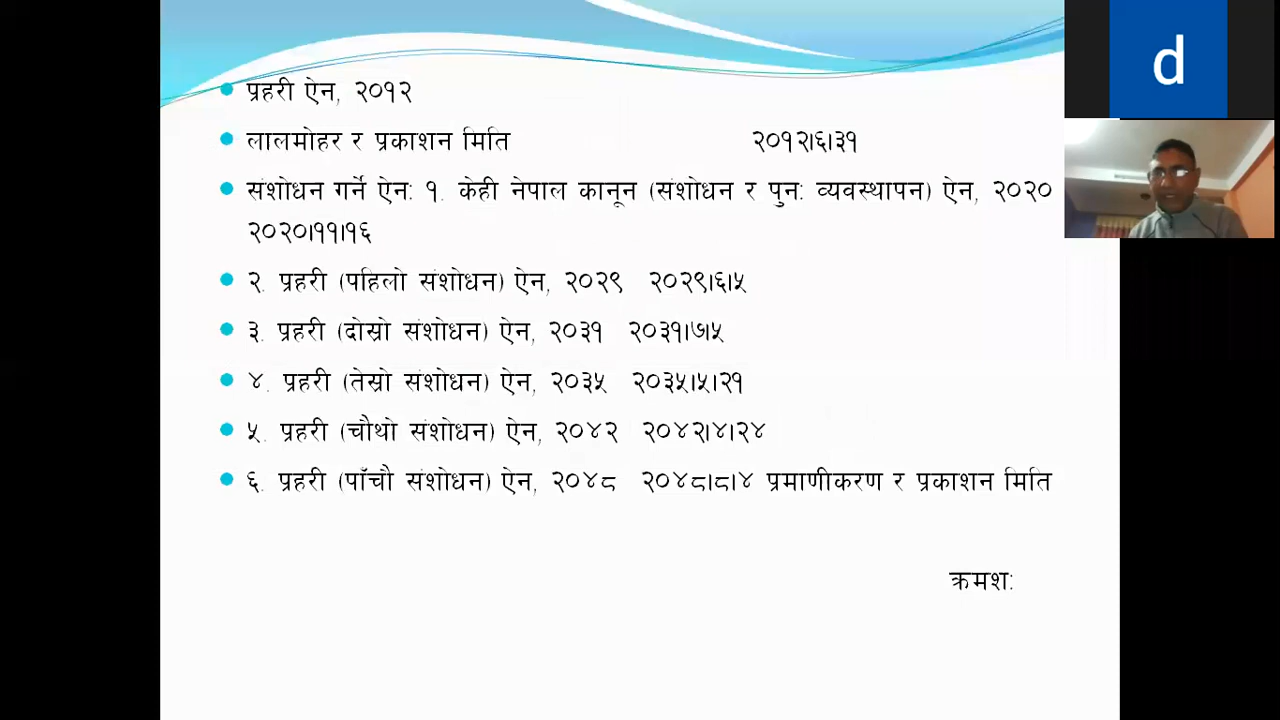 d
प्रहरी ऐन, २०१२
लालमोहर र प्रकाशन मिति २०१२।६।३१
संशोधन गर्ने ऐन: १. केही नेपाल कानून (संशोधन र पुन: व्यवस्थापन) ऐन, २०२०
२०२०।११।१६
२. प्रहरी (पहिलो संशोधन) ऐन, २०२९ २०२९।६।५
३. प्रहरी (दोस्रो संशोधन) ऐन, २०३१ २०३१।७।५
४. प्रहरी (तेस्रो संशोधन) ऐन, २०३५ २०३५।५।२१
५. प्रहरी (चौथो संशोधन) ऐन, २०४२ २०४२।४।२४
६. प्रहरी (पाँचौ संशोधन) ऐन, २०४८ २०४८।८।४ प्रमाणीकरण र प्रकाशन मिति
क्रमश: